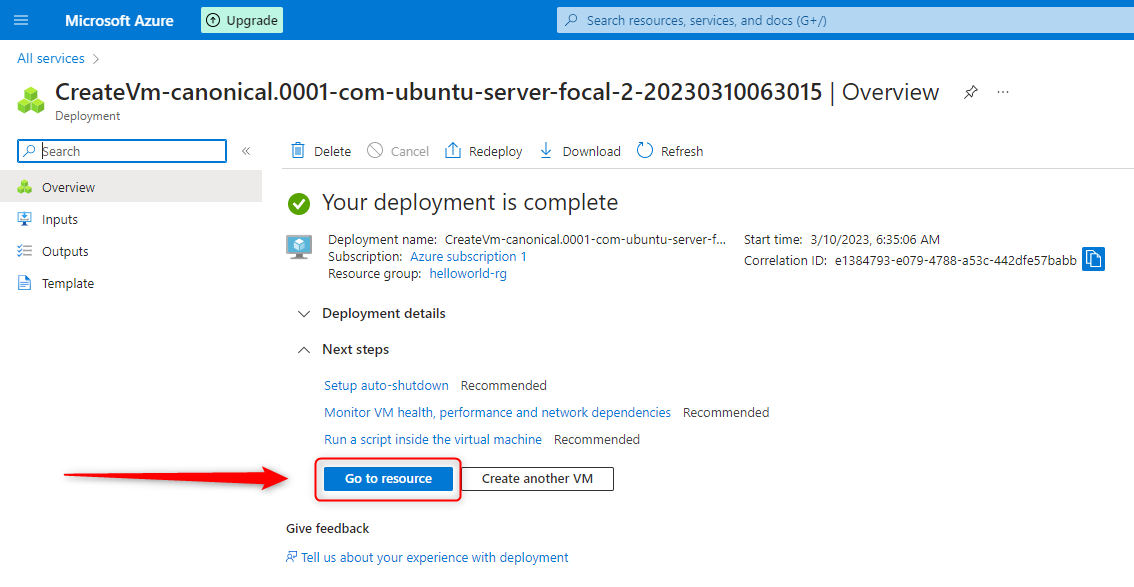 Microsoft Azure
Upgrade
Search resources, services, and docs (G+/)
All services
CreateVm-canonical.0001-com-ubuntu-server-focal-2-20230310063015 | Overview
Deployment
Search
Delete
Cancel
Redeploy
Download
Refresh
Overview
Inputs
Outputs
Template
Your deployment is complete
Deployment name: CreateVm-canonical.0001-com-ubuntu-server-f...
Subscription: Azure subscription 1
Resource group: helloworld-rg
Start time: 3/10/2023, 6:35:06 AM
Correlation ID: e1384793-e079-4788-a53c-442dfe57babb
Deployment details
Next steps
Setup auto-shutdown Recommended
Monitor VM health, performance and network dependencies Recommended
Run a script inside the virtual machine Recommended
Go to resource
Create another VM
Give feedback
Tell us about your experience with deployment